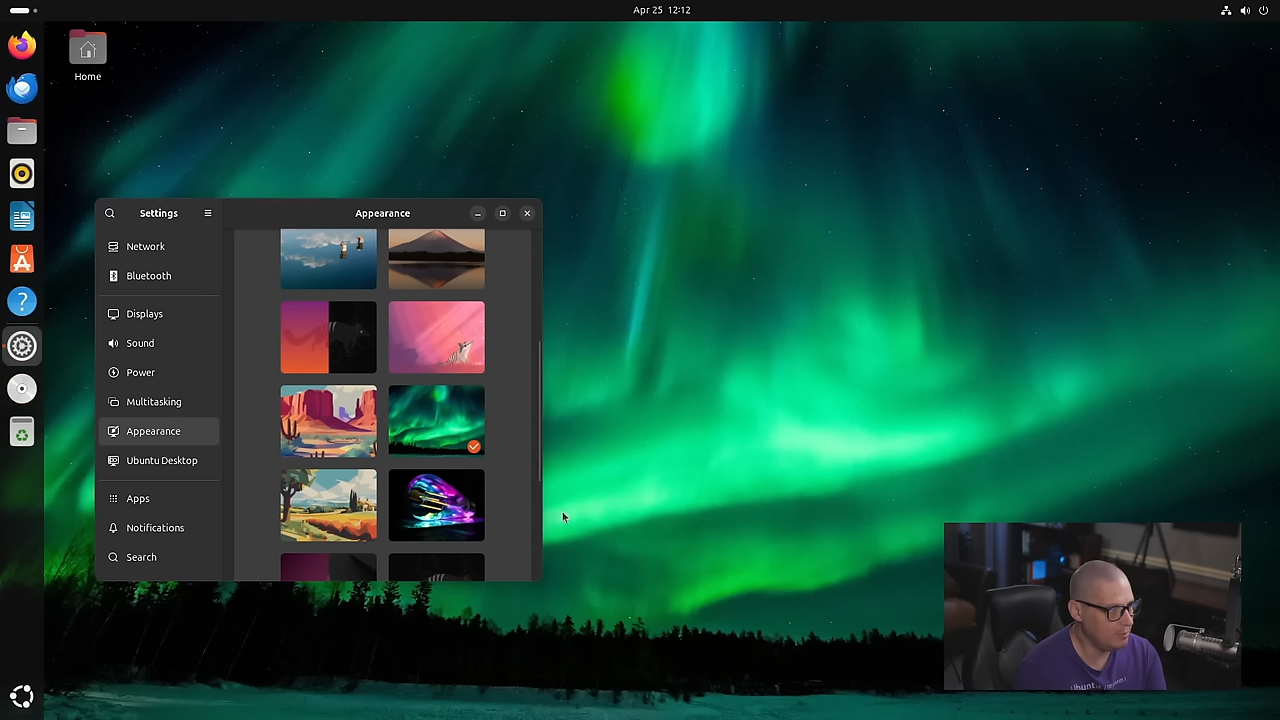 Apr 25 12:12
Home
Settings
Appearance
Network
Bluetooth
Displays
Sound
Power
Multitasking
Appearance
Ubuntu Desktop
Apps
Notifications
Search